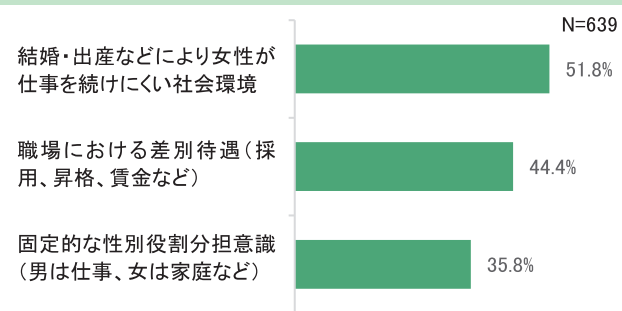 N=639
結婚・出産などにより女性が
仕事を続けにくい社会環境
51.8%
職場における差別待遇（採
用、昇格、賃金など）
44.4%
固定的な性別役割分担意識
（男は仕事、女は家庭など）
35.8%